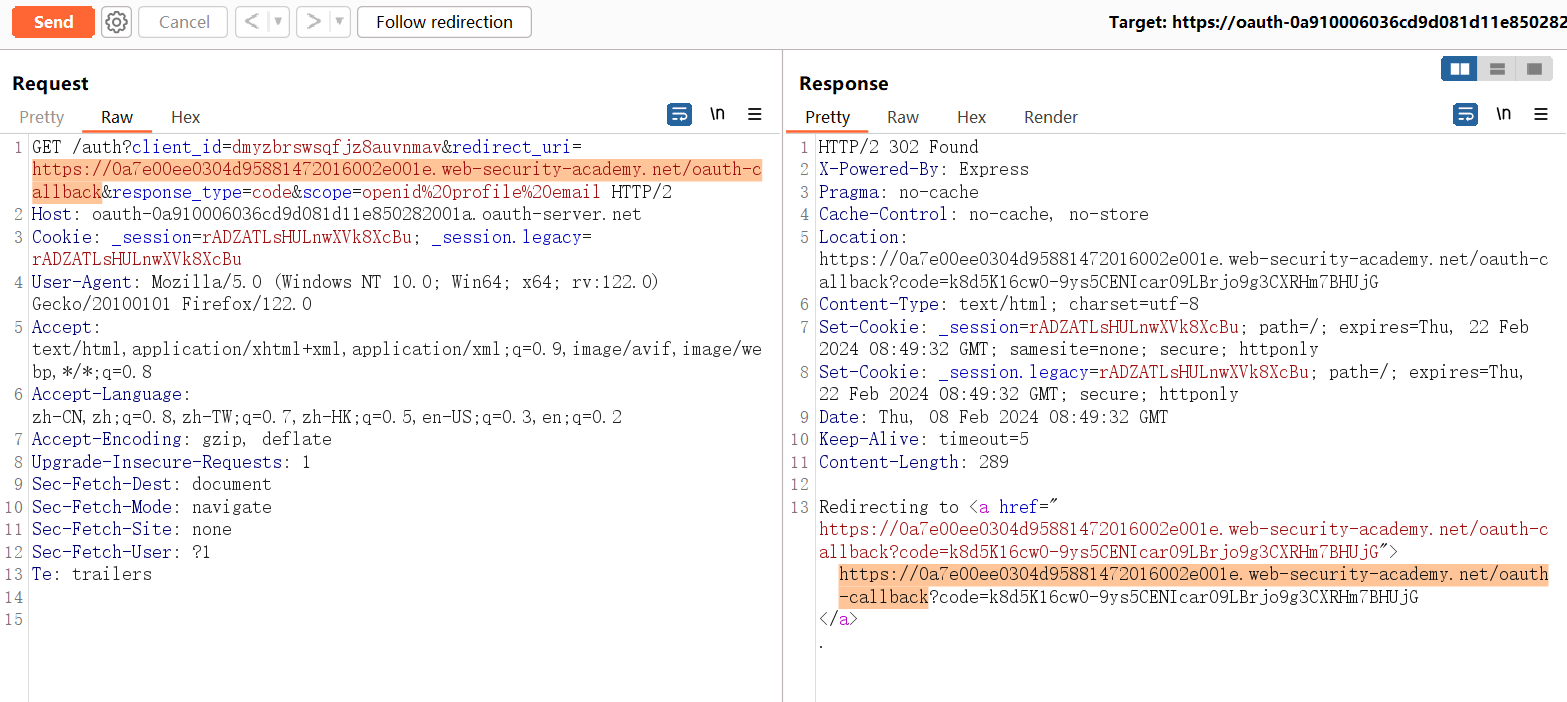 Send
Cancel
<
>
Follow redirection
Target: https://oauth-0a910006036cd9d081d11e850282
Request
Pretty Raw Hex
\n
1 GET /auth?client_id=dmyzbrswsqfjz8auvnmav&redirect_uri=
https://0a7e00ee0304d95881472016002e001e.web-security-academy.net/oauth-c
allback&response_type=code&scope=openid%20profile%20email HTTP/2
2 Host: oauth-0a910006036cd9d081d11e850282001a.oauth-server.net
3 Cookie: _session=rADZATLsHULnwXVk8XcBu; _session.legacy=
rADZATLsHULnwXVk8XcBu
4 User-Agent: Mozilla/5.0 (Windows NT 10.0; Win64; x64; rv:122.0)
Gecko/20100101 Firefox/122.0
5 Accept:
text/html,application/xhtml+xml,application/xml;q=0.9,image/avif,image/we
bp,*/*;q=0.8
6 Accept-Language:
zh-CN,zh;q=0.8,zh-TW;q=0.7,zh-HK;q=0.5,en-US;q=0.3,en;q=0.2
7 Accept-Encoding: gzip, deflate
8 Upgrade-Insecure-Requests: 1
9 Sec-Fetch-Dest: document
10 Sec-Fetch-Mode: navigate
11 Sec-Fetch-Site: none
12 Sec-Fetch-User: ?1
13 Te: trailers
14
15
Response
Pretty Raw Hex Render
\n
1 HTTP/2 302 Found
2 X-Powered-By: Express
3 Pragma: no-cache
4 Cache-Control: no-cache, no-store
5 Location:
https://0a7e00ee0304d95881472016002e001e.web-security-academy.net/oauth-c
allback?code=k8d5K16cw0-9ys5CENIcar09LBrjo9g3CXRHm7BHUjG
6 Content-Type: text/html; charset=utf-8
7 Set-Cookie: _session=rADZATLsHULnwXVk8XcBu; path=/; expires=Thu, 22 Feb
2024 08:49:32 GMT; samesite=none; secure; httponly
8 Set-Cookie: _session.legacy=rADZATLsHULnwXVk8XcBu; path=/; expires=Thu,
22 Feb 2024 08:49:32 GMT; secure; httponly
9 Date: Thu, 08 Feb 2024 08:49:32 GMT
10 Keep-Alive: timeout=5
11 Content-Length: 289
12
13 Redirecting to <a href="
https://0a7e00ee0304d95881472016002e001e.web-security-academy.net/oauth-c
allback?code=k8d5K16cw0-9ys5CENIcar09LBrjo9g3CXRHm7BHUjG">
https://0a7e00ee0304d95881472016002e001e.web-security-academy.net/oauth
-callback?code=k8d5K16cw0-9ys5CENIcar09LBrjo9g3CXRHm7BHUjG
</a>
.